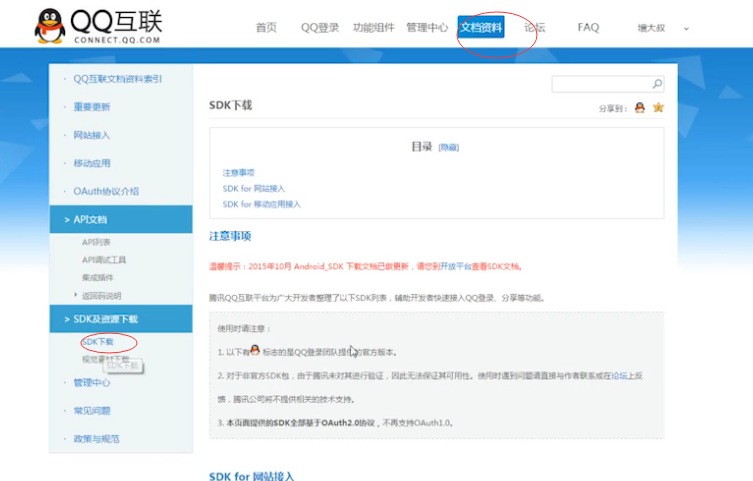 QQ互联
CONNECT.QQ.COM
首页 QQ登录 功能组件 管理中心 文档资料 论坛 FAQ 壤大叔
QQ互联文档资料索引
重要更新
网站接入
移动应用
OAuth协议介绍
> API文档
API列表
API调试工具
集成插件
返回码说明
> SDK及资源下载
SDK下载
视觉素材下载
SDK下载
管理中心
常见问题
政策与规范
SDK下载
分享到：
目录 [隐藏]
注意事项
SDK for 网站接入
SDK for 移动应用接入
注意事项
温馨提示：2015年10月 Android_SDK 下载文档已做更新，请您到开放平台查看SDK文档。
腾讯QQ互联平台为广大开发者整理了以下SDK列表，辅助开发者快速接入QQ登录、分享等功能。
使用时请注意：
1. 以下有 标志的是QQ登录团队提供的官方版本。
2. 对于非官方SDK包，由于腾讯未对其进行验证，因此无法保证其可用性。使用时遇到问题请直接与作者联系或在论坛上反
馈，腾讯公司将不提供相关的技术支持。
3. 本页面提供的SDK全部基于OAuth2.0协议，不再支持OAuth1.0。
SDK for 网站接入